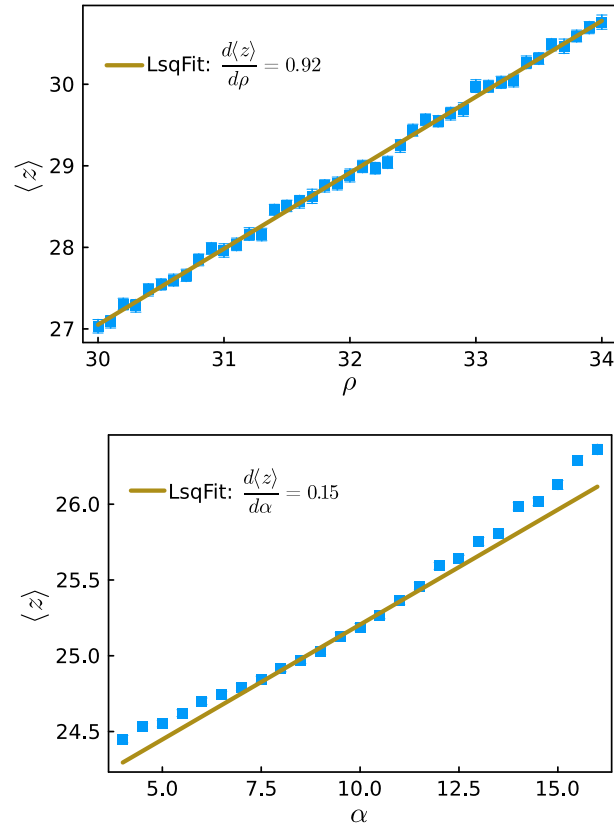 30
29
28
27
⟨z⟩
LsqFit: d⟨z⟩/dρ = 0.92
30 31 32 33 34
ρ
26.0
25.5
25.0
24.5
⟨z⟩
LsqFit: d⟨z⟩/dα = 0.15
5.0 7.5 10.0 12.5 15.0
α